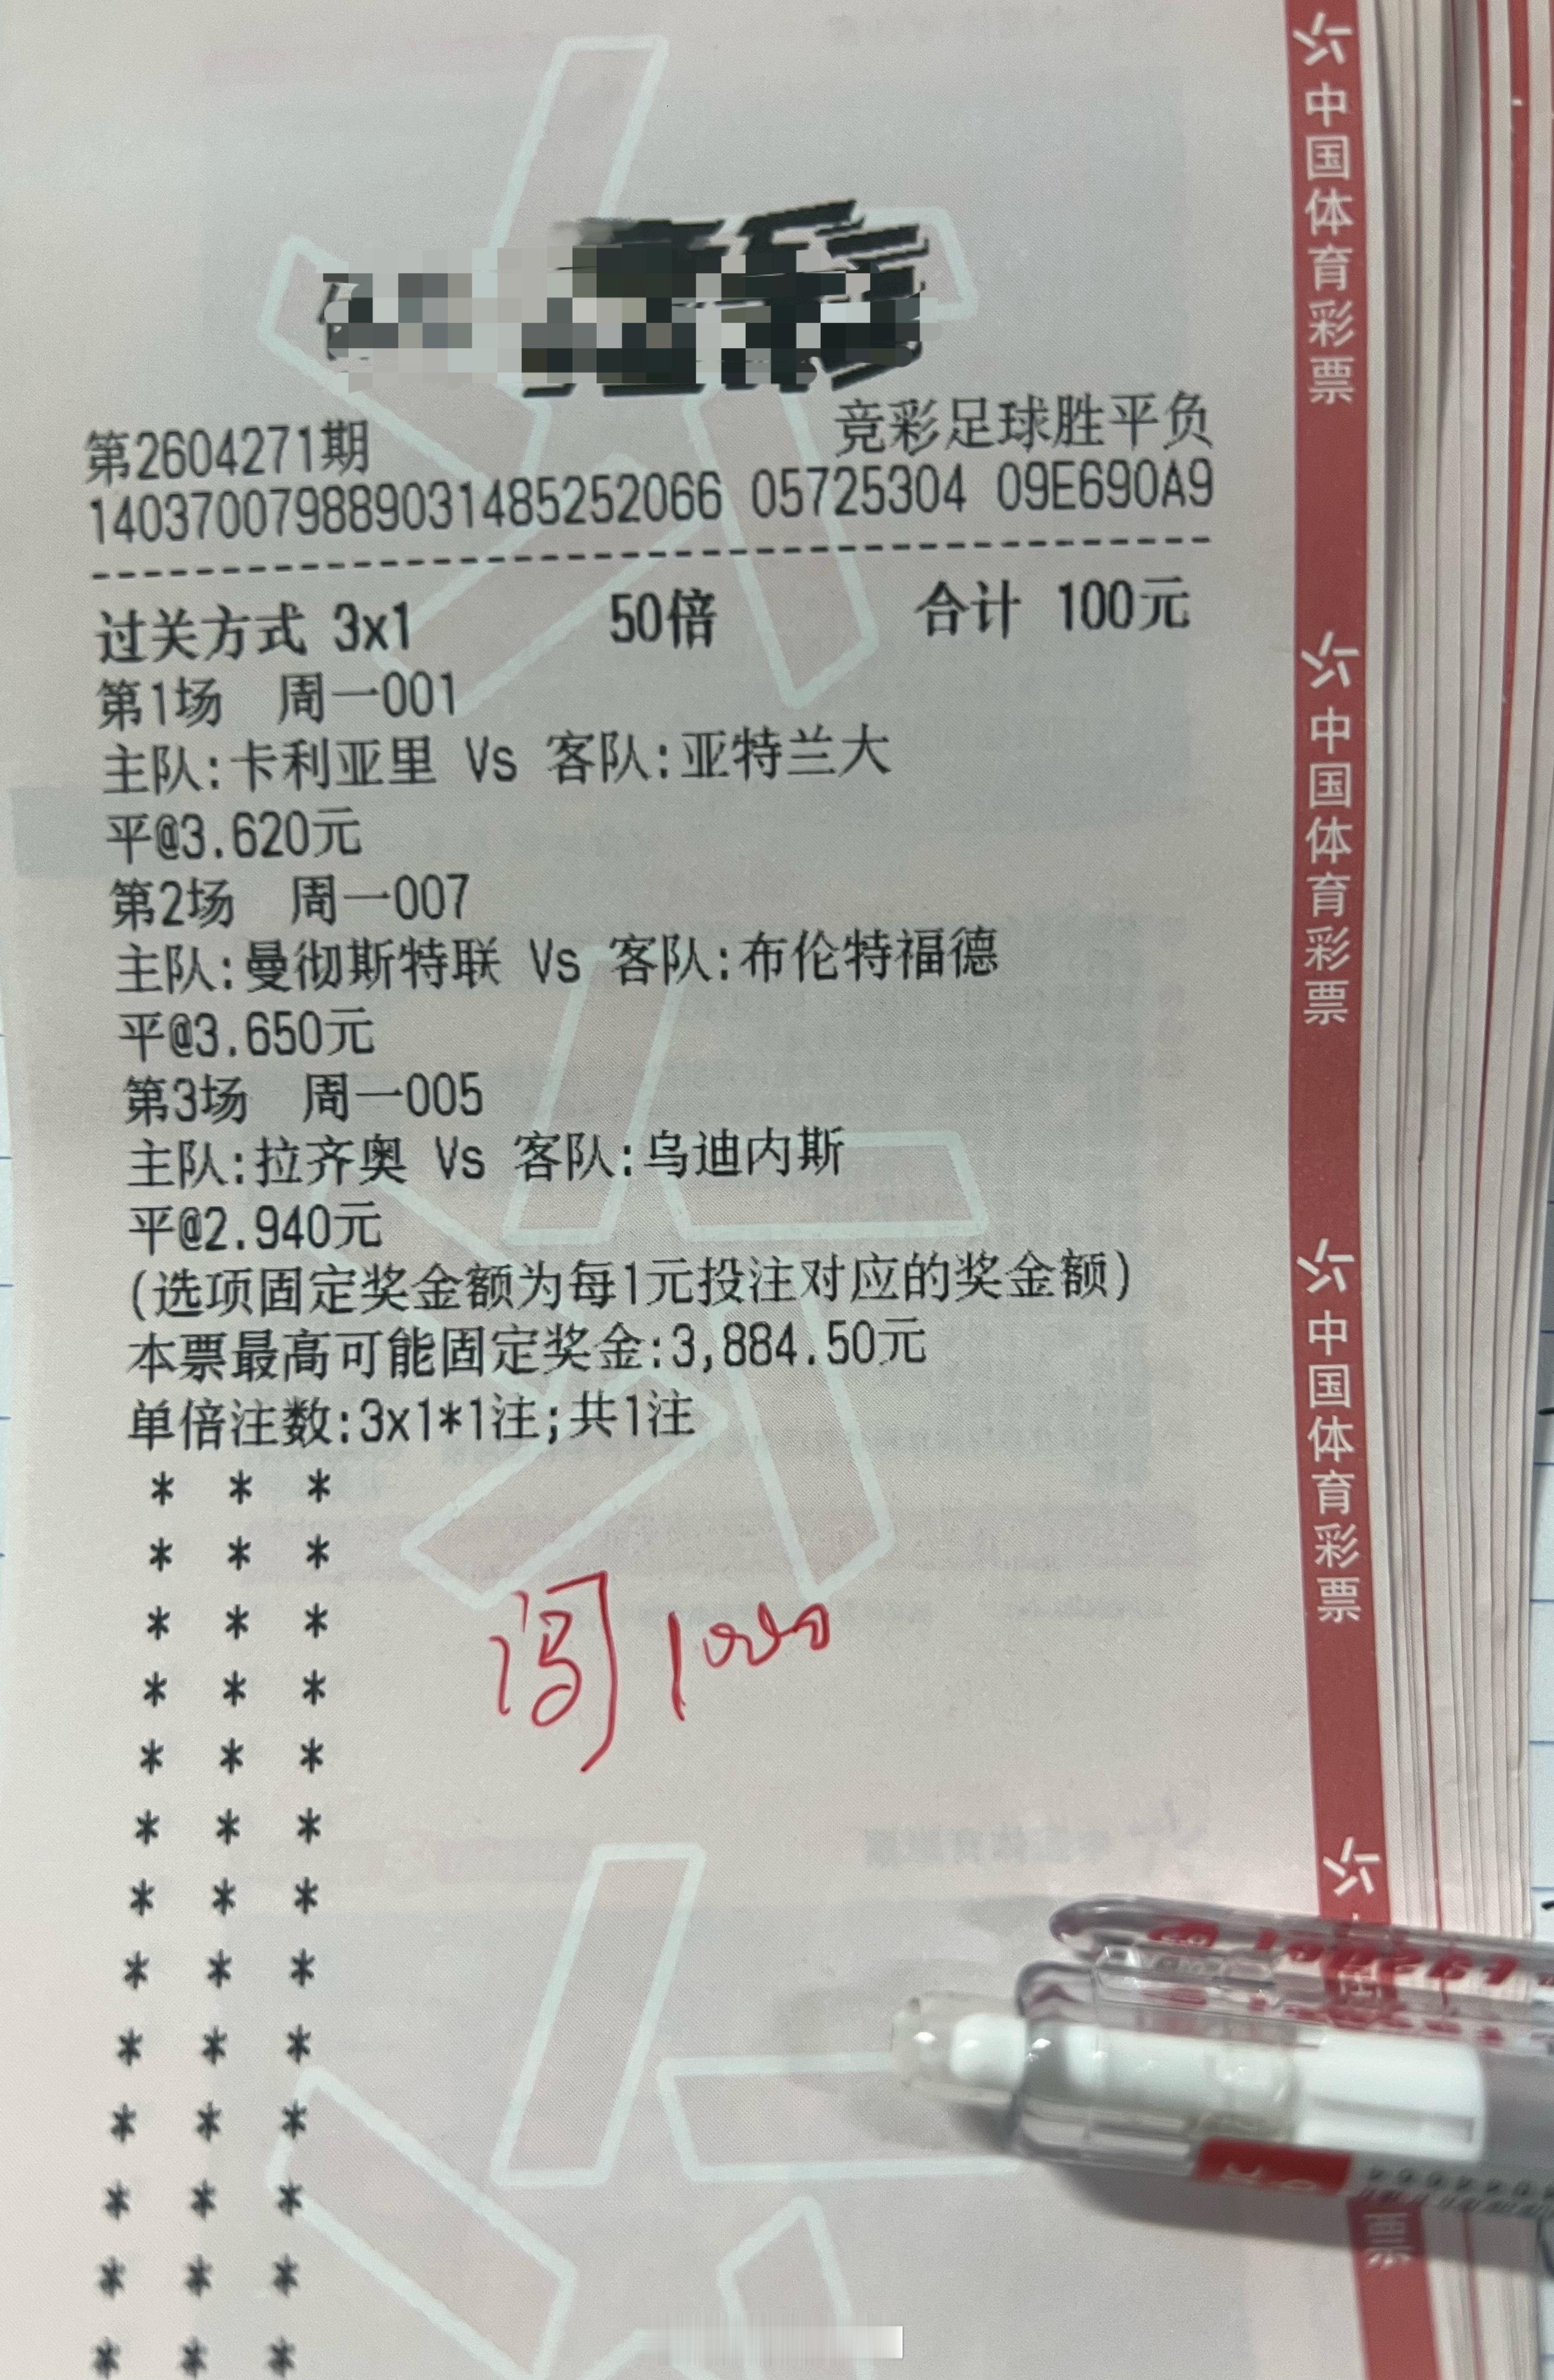 第2604271期
竞彩足球胜平负
140370079889031485252066 05725304 09E690A9
--------------------------------------------
过关方式 3x1 50倍 合计 100元
第1场 周一001
主队:卡利亚里 Vs 客队:亚特兰大
平@3.620元
第2场 周一007
主队:曼彻斯特联 Vs 客队:布伦特福德
平@3.650元
第3场 周一005
主队:拉齐奥 Vs 客队:乌迪内斯
平@2.940元
(选项固定奖金额为每1元投注对应的奖金额)
本票最高可能固定奖金:3,884.50元
单倍注数:3x1*1注;共1注
* * *
* * *
* * *
* * *
* * *
* * *
* * *
* * *
* * *
* * *
* * *
* * *
* * *
中国体育彩票
中国体育彩票
中国体育彩票
票